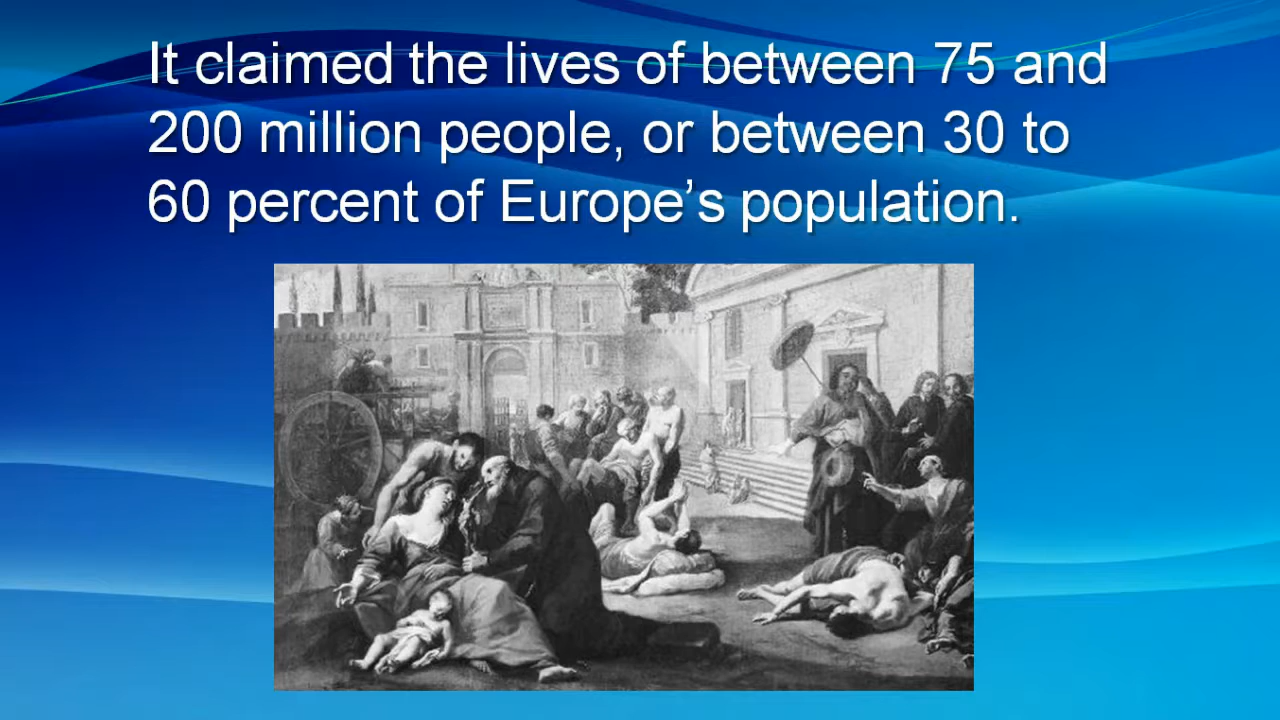 It claimed the lives of between 75 and
200 million people, or between 30 to
60 percent of Europe’s population.